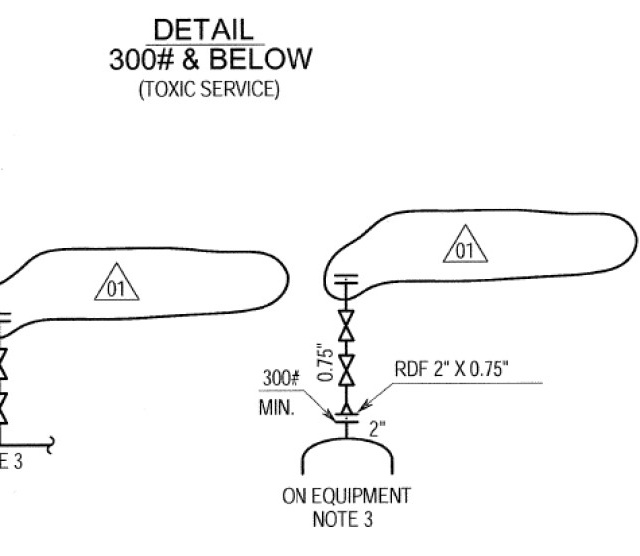 DETAIL
300# & BELOW
(TOXIC SERVICE)
01
01
0.75"
300#
MIN.
RDF 2" X 0.75"
2"
E 3
ON EQUIPMENT
NOTE 3